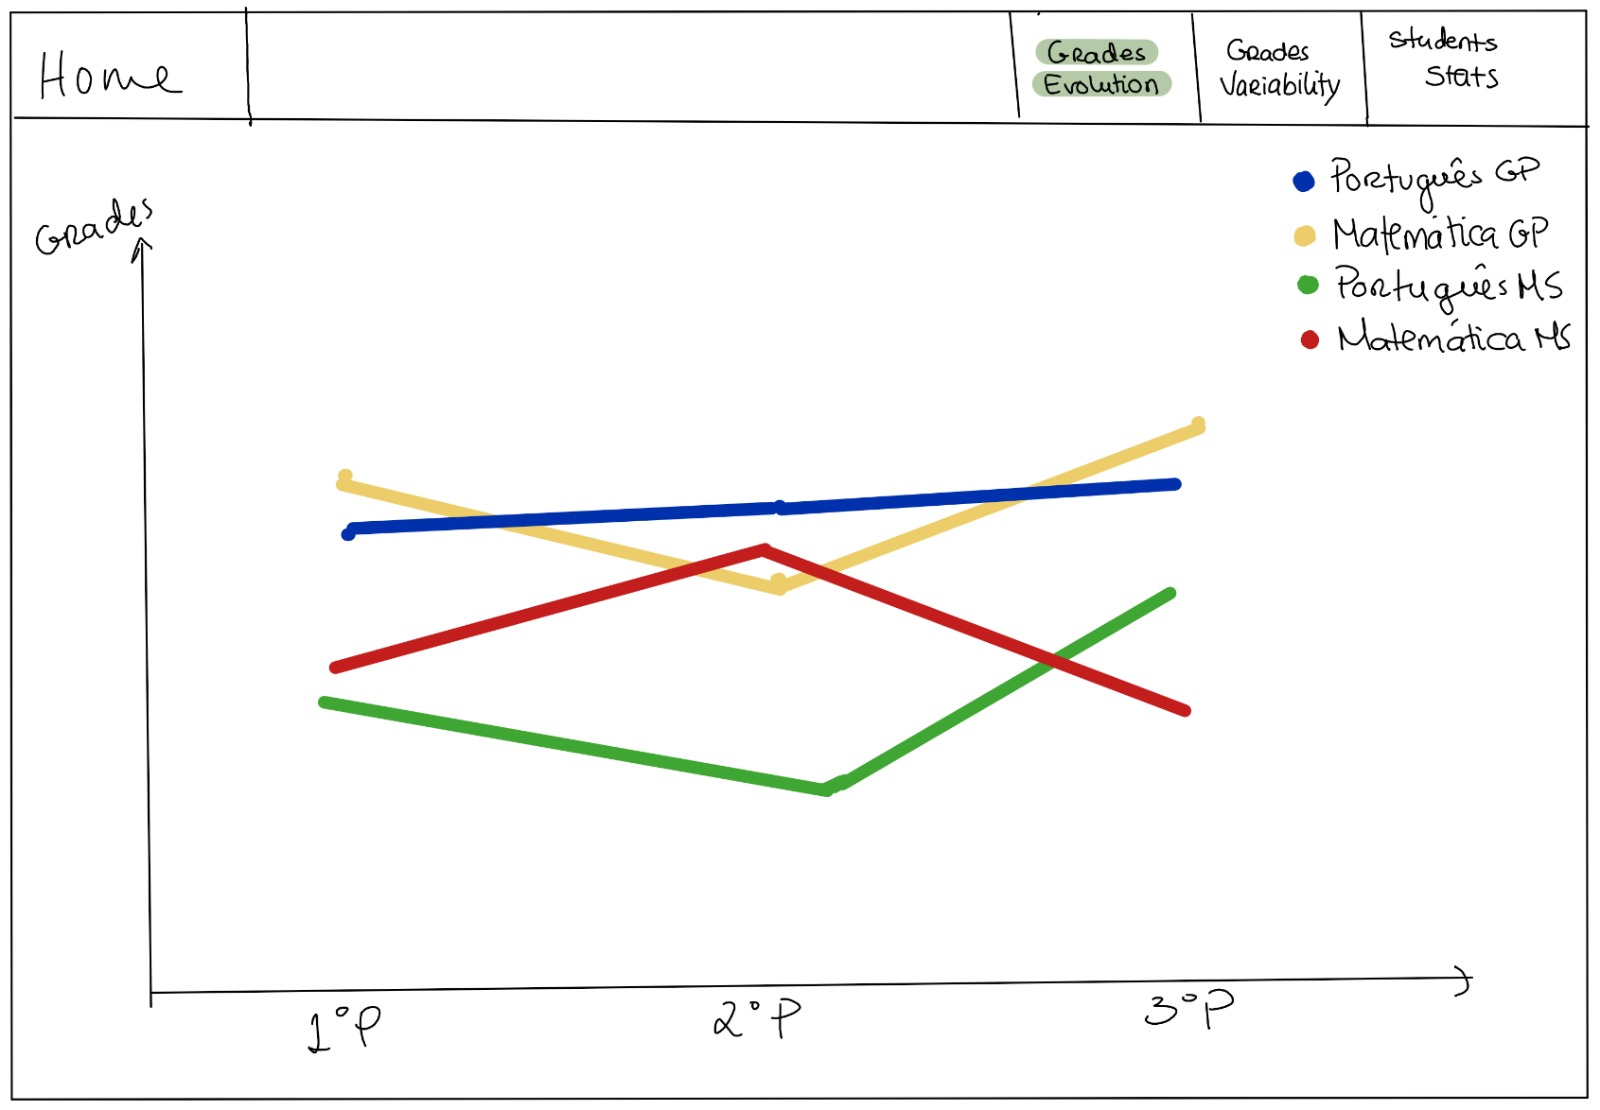 Home
Grades
Evolution
Grades
Variability
Students
Stats
Português GP
Matemática GP
Português MS
Matemática MS
Grades
1°P
2°P
3°P